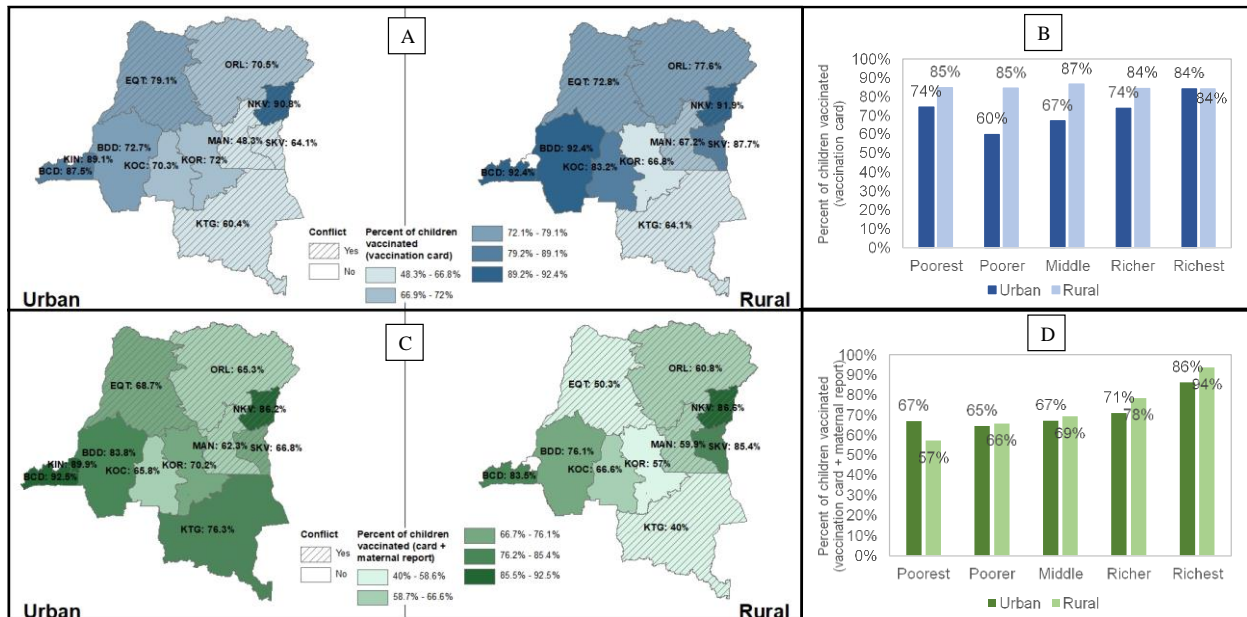 A
EQT: 79.1%
ORL: 70.5%
NKV: 90.8%
MAN: 48.3%
SKV: 64.1%
BDD: 72.7%
KOR: 72%
KIN: 89.1%
KOC: 70.3%
BCD: 87.5%
KTG: 60.4%
Urban
ORL: 77.6%
EQT: 72.8%
NKV: 91.9%
MAN: 67.2%
SKV: 87.7%
BDD: 92.4%
KOR: 66.8%
KOC: 83.2%
BCD: 92.4%
KTG: 64.1%
Rural
Conflict
Yes
No
Percent of children
vaccinated
(vaccination card)
48.3% - 66.8%
66.9% - 72%
72.1% - 79.1%
79.2% - 89.1%
89.2% - 92.4%
B
Percent of children vaccinated
(vaccination card)
100%
90%
80%
70%
60%
50%
40%
30%
20%
10%
0%
74% 85% 60% 85% 67% 87% 74% 84% 84% 84%
Poorest Poorer Middle Richer Richest
Urban Rural
C
ORL: 65.3%
EQT: 68.7%
NKV: 86.2%
MAN: 62.3%
SKV: 66.8%
BDD: 83.8%
KOR: 70.2%
KIN: 89.9%
KOC: 65.8%
BCD: 92.5%
KTG: 76.3%
Urban
ORL: 60.8%
EQT: 50.3%
NKV: 86.6%
MAN: 59.9%
SKV: 85.4%
BDD: 76.1%
KOR: 57%
KOC: 66.6%
BCD: 83.5%
KTG: 40%
Rural
Conflict
Yes
No
Percent of children
vaccinated (card +
maternal report)
40% - 58.6%
58.7% - 66.6%
66.7% - 76.1%
76.2% - 85.4%
85.5% - 92.5%
D
Percent of children vaccinated
(vaccination card + maternal report)
100%
90%
80%
70%
60%
50%
40%
30%
20%
10%
0%
67% 57% 65% 66% 67% 69% 71% 78% 86% 94%
Poorest Poorer Middle Richer Richest
Urban Rural